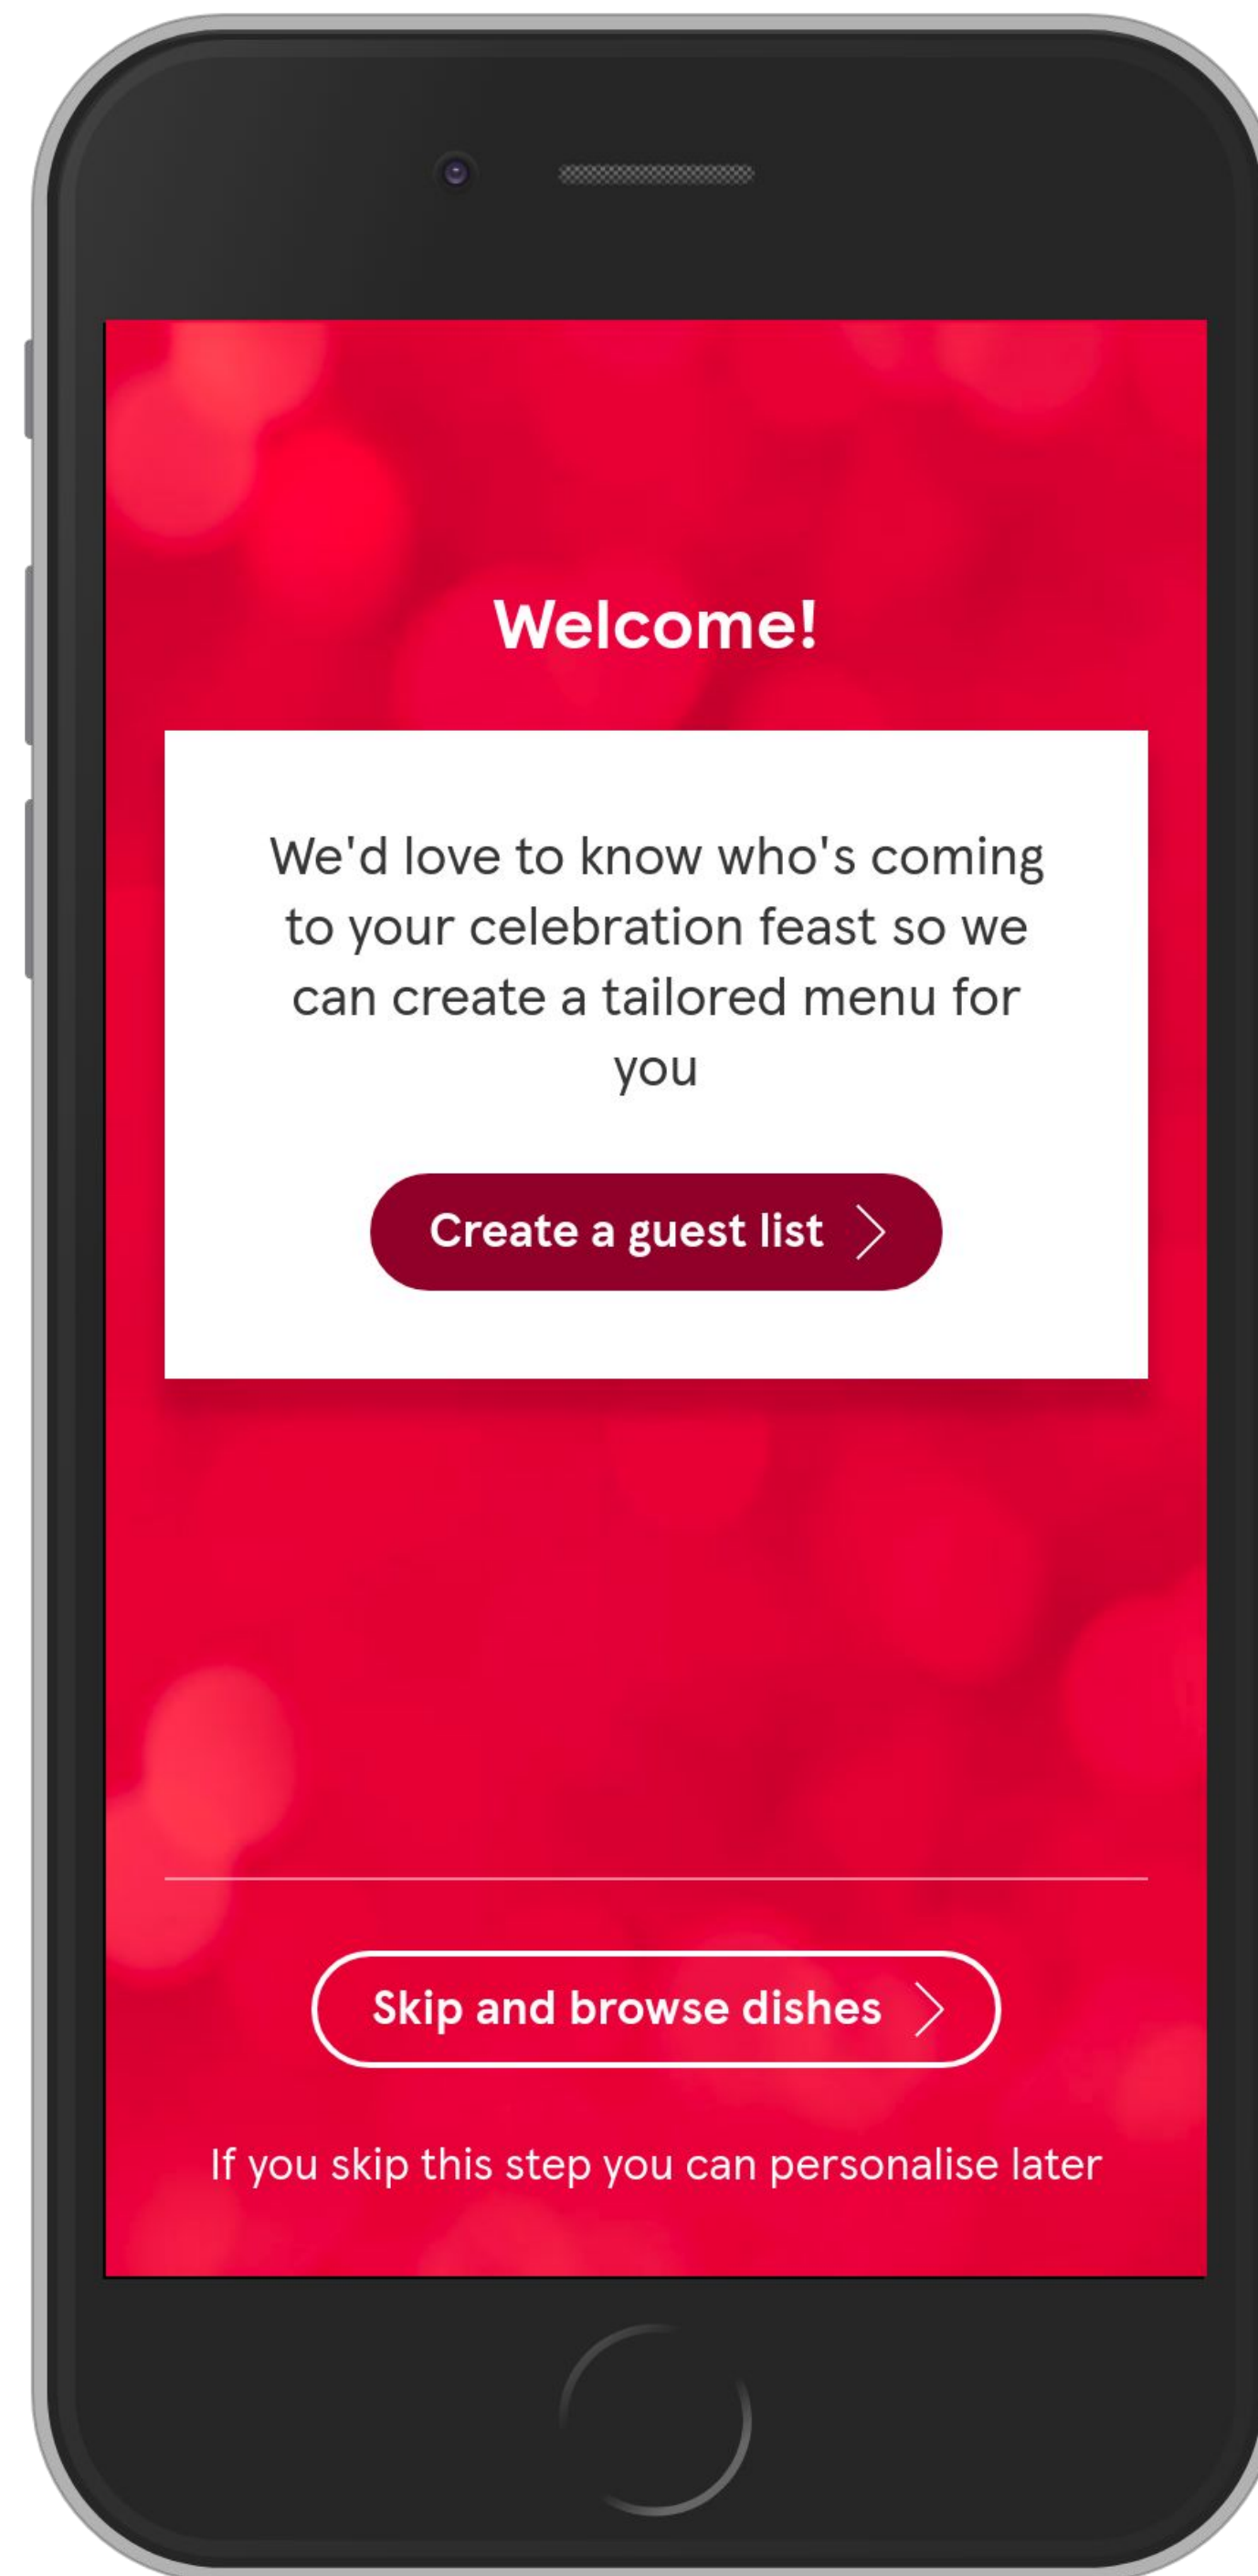 Welcome!
We'd love to know who's coming
to your celebration feast so we
can create a tailored menu for
you
Create a guest list
Skip and browse dishes
If you skip this step you can personalise later